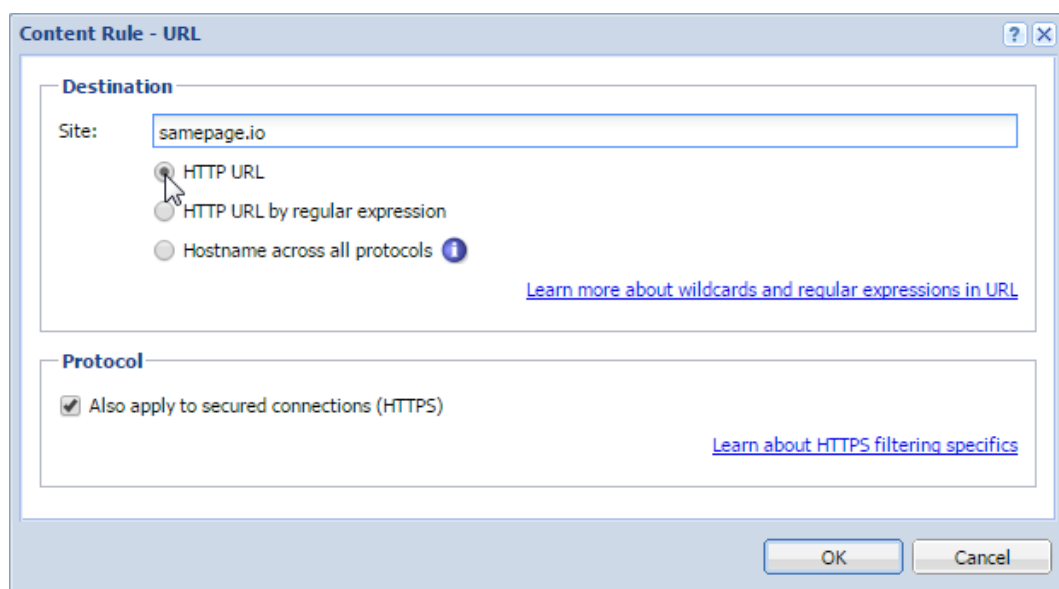 Content Rule - URL
?
Destination
Site: samepage.io
HTTP URL
HTTP URL by regular expression
Hostname across all protocols i
Learn more about wildcards and regular expressions in URL
Protocol
Also apply to secured connections (HTTPS)
Learn about HTTPS filtering specifics
OK Cancel